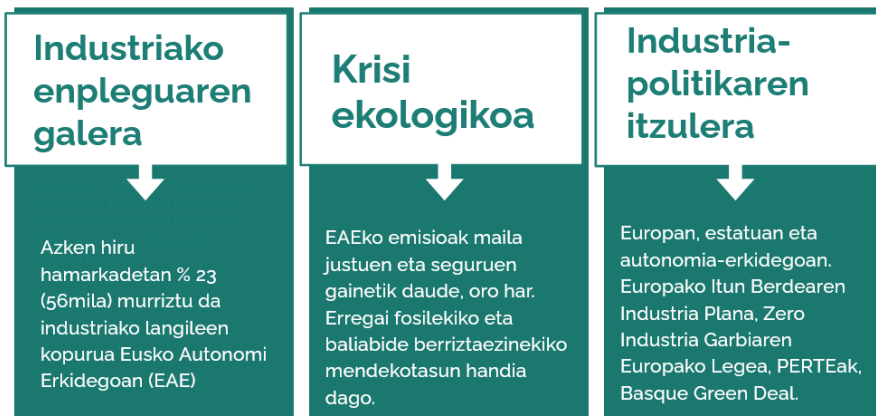 Industriako
enpleguaren
galera
Azken hiru
hamarkadetan % 23
(56mila) murriztu da
industriako langileen
kopurua Eusko Autonomi
Erkidegoan (EAE)
Krisi
ekologikoa
EAEko emisioak maila
justuen eta seguruen
gainetik daude, oro har.
Erregai fosilekiko eta
baliabide berriztaezinekiko
mendekotasun handia
dago.
Industria-
politikaren
itzulera
Europan, estatuan eta
autonomia-erkidegoan.
Europako Itun Berdearen
Industria Plana, Zero
Industria Garbiaren
Europako Legea, PERTEak,
Basque Green Deal.